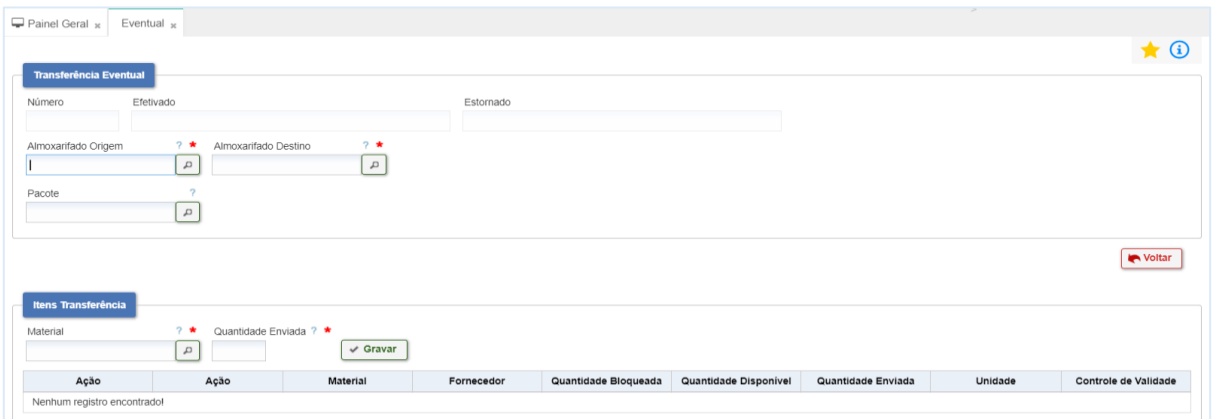 Painel Geral Eventual
Transferência Eventual
Número Efetivado Estornado
Almoxarifado Origem ? * Almoxarifado Destino ? *
Pacote ?
Voltar
Itens Transferência
Material ? * Quantidade Enviada ? *
Gravar
Ação Ação Material Fornecedor Quantidade Bloqueada Quantidade Disponível Quantidade Enviada Unidade Controle de Validade
Nenhum registro encontrado!